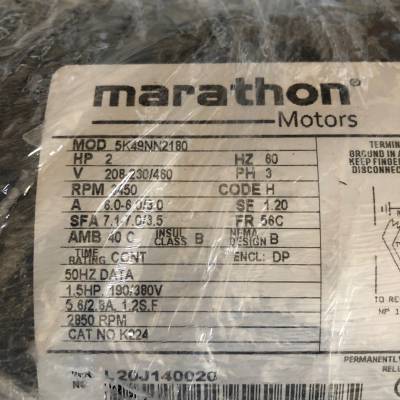 marathon®
Motors
MOD 5K49NN2180
HP 2 HZ 60
V 208-230/460 PH 3
RPM 3450 CODE H
A 6.0-6.0/3.0 SF 1.20
SFA 7.1-7.0/3.5 FR 56C
AMB 40 C INSUL CLASS B NEMA DESIGN B
TIME RATING CONT ENCL: DP
50HZ DATA
1.5HP, 190/380V
5.6/2.8A, 1.2S.F
2850 RPM
CAT NO K224
L20J140020
TERMIN
GROUND IN A
KEEP FINGER
DISCONNEC
TO RE
PERMANENTLY
REL